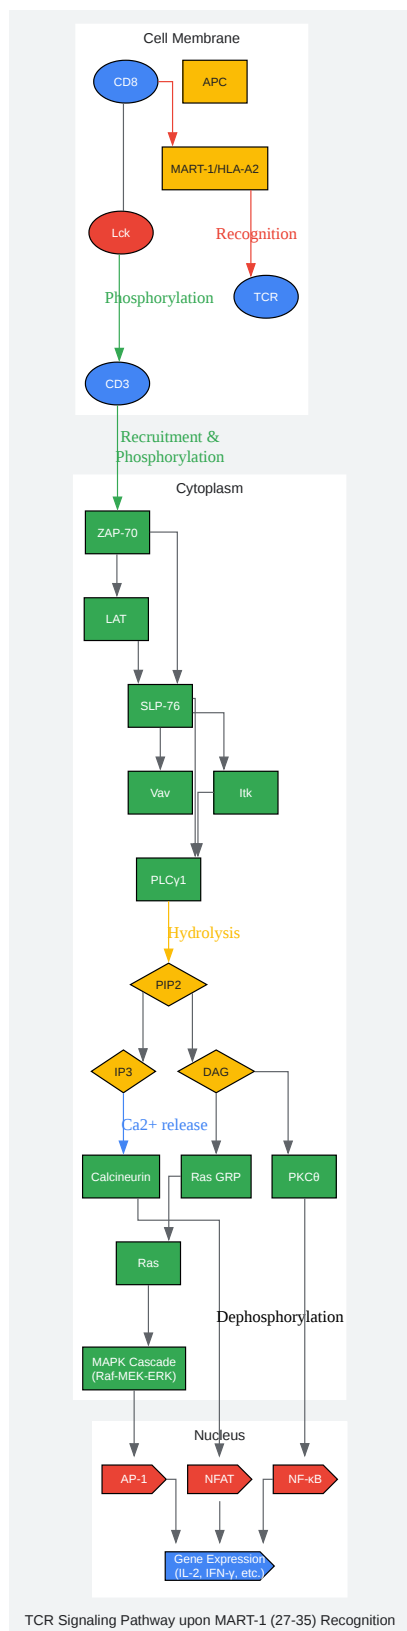 Cell Membrane
CD8
APC
MART-1/HLA-A2
Lck
Recognition
TCR
Phosphorylation
CD3
Recruitment &
Phosphorylation
Cytoplasm
ZAP-70
LAT
SLP-76
Vav
Itk
PLCγ1
Hydrolysis
PIP2
IP3
DAG
Ca2+ release
Calcineurin
Ras GRP
PKCθ
Ras
Dephosphorylation
MAPK Cascade
(Raf-MEK-ERK)
Nucleus
AP-1
NFAT
NF-κB
Gene Expression
(IL-2, IFN-γ, etc.)
TCR Signaling Pathway upon MART-1 (27-35) Recognition